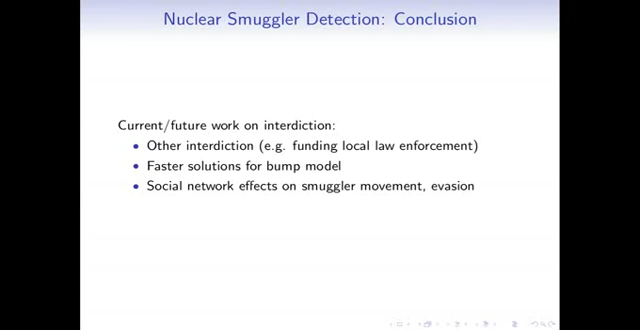 Nuclear Smuggler Detection: Conclusion
Current/future work on interdiction:
• Other interdiction (e.g. funding local law enforcement)
• Faster solutions for bump model
• Social network effects on smuggler movement, evasion